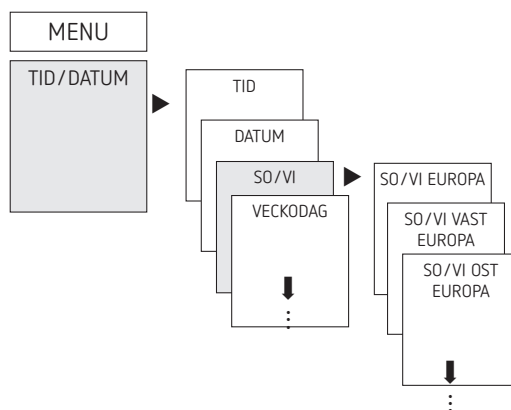 MENU
TID/DATUM
TID
DATUM
SO/VI
VECKODAG
SO/VI EUROPA
SO/VI VAST
EUROPA
SO/VI OST
EUROPA